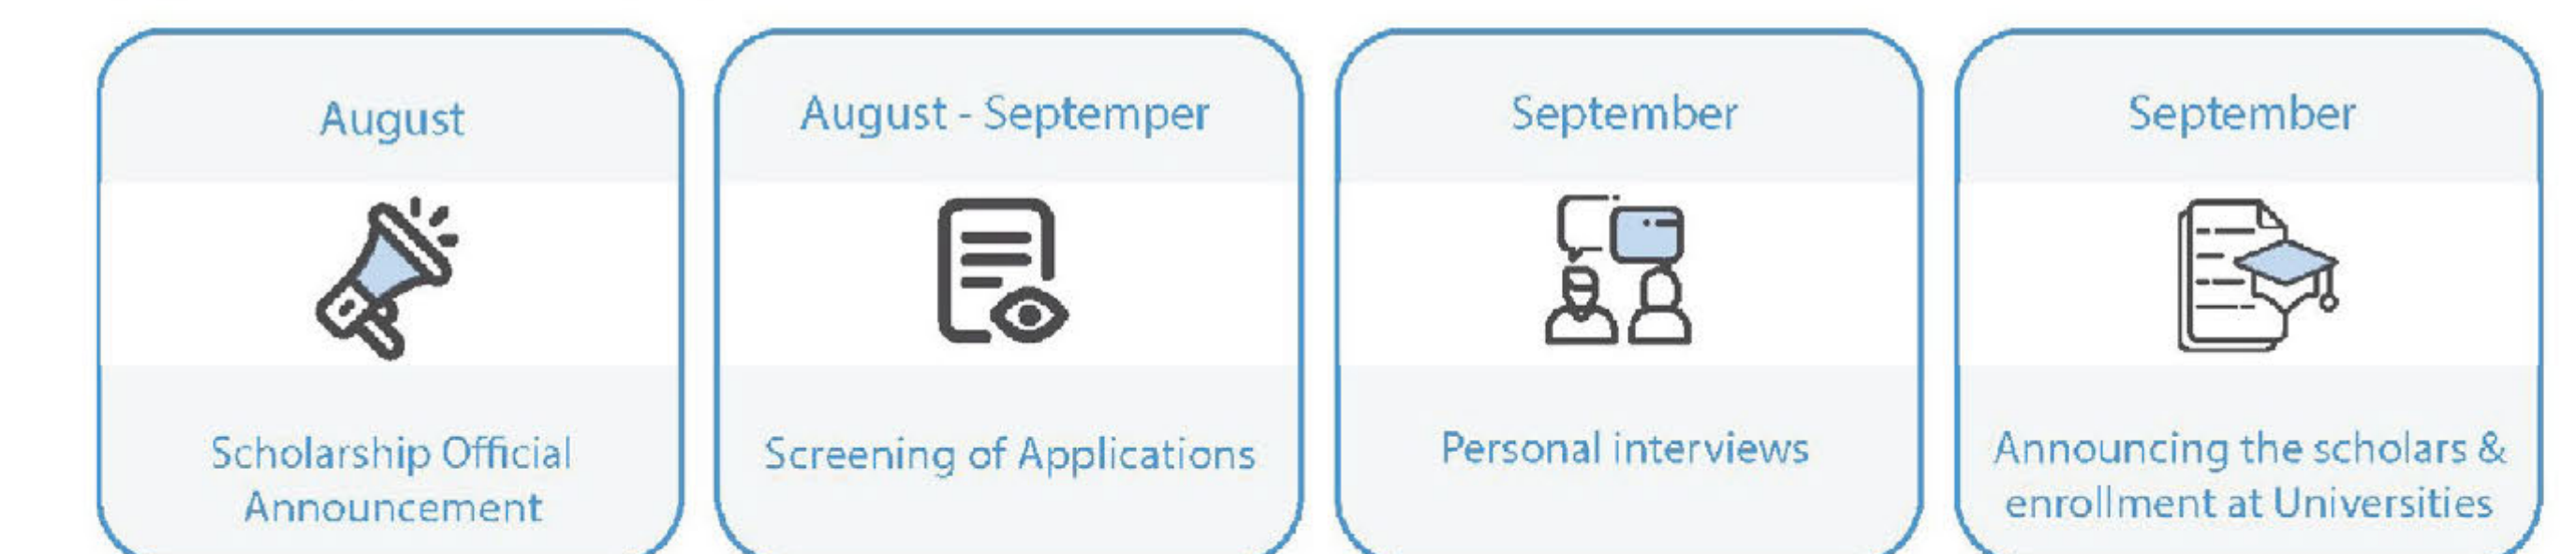 August
Scholarship Official
Announcement
August - Septemper
Screening of Applications
September
Personal interviews
September
Announcing the scholars &
enrollment at Universities